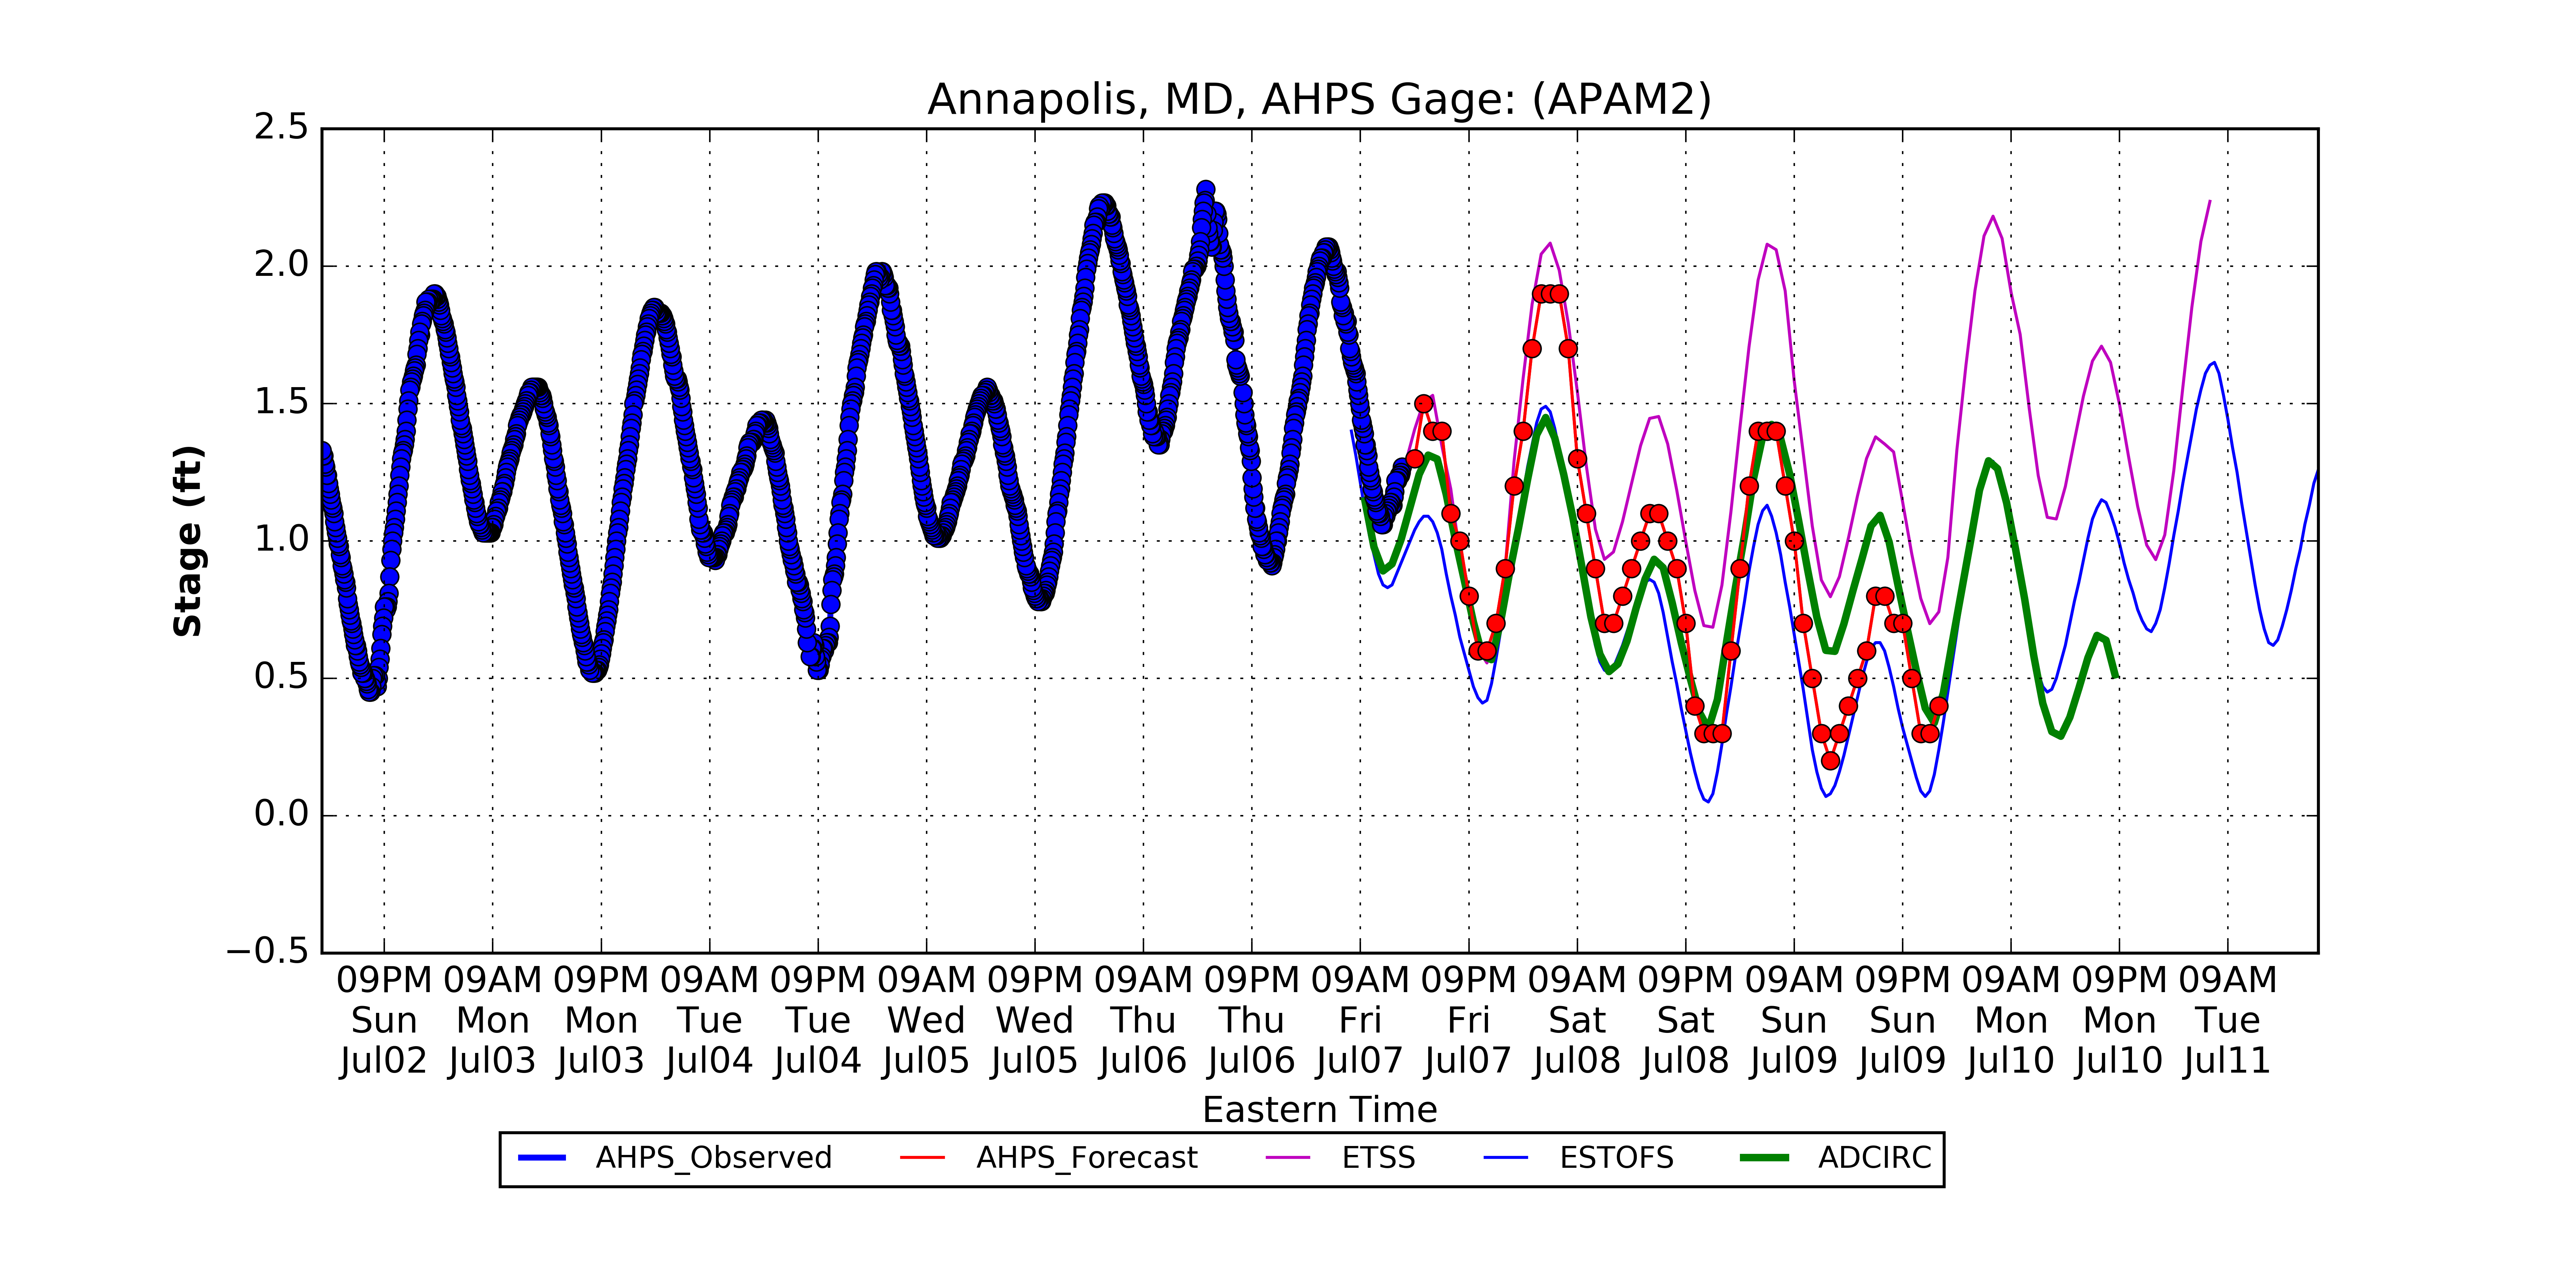 Annapolis, MD, AHPS Gage: (APAM2)
2.5
2.0
1.5
1.0
0.5
0.0
−0.5
Stage (ft)
09PM 09AM 09PM 09AM 09PM 09AM 09PM 09AM 09PM 09AM 09PM 09AM 09PM 09AM 09PM 09AM 09PM 09AM
Sun Mon Mon Tue Tue Wed Wed Thu Thu Fri Fri Sat Sat Sun Sun Mon Mon Tue
Jul02 Jul03 Jul03 Jul04 Jul04 Jul05 Jul05 Jul06 Jul06 Jul07 Jul07 Jul08 Jul08 Jul09 Jul09 Jul10 Jul10 Jul11
Eastern Time
AHPS_Observed AHPS_Forecast ETSS ESTOFS ADCIRC